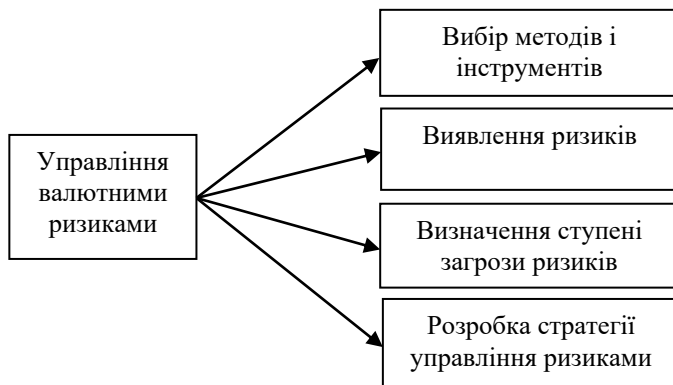 Управління
валютними
ризиками
Вибір методів і
інструментів
Виявлення ризиків
Визначення ступені
загрози ризиків
Розробка стратегії
управління ризиками